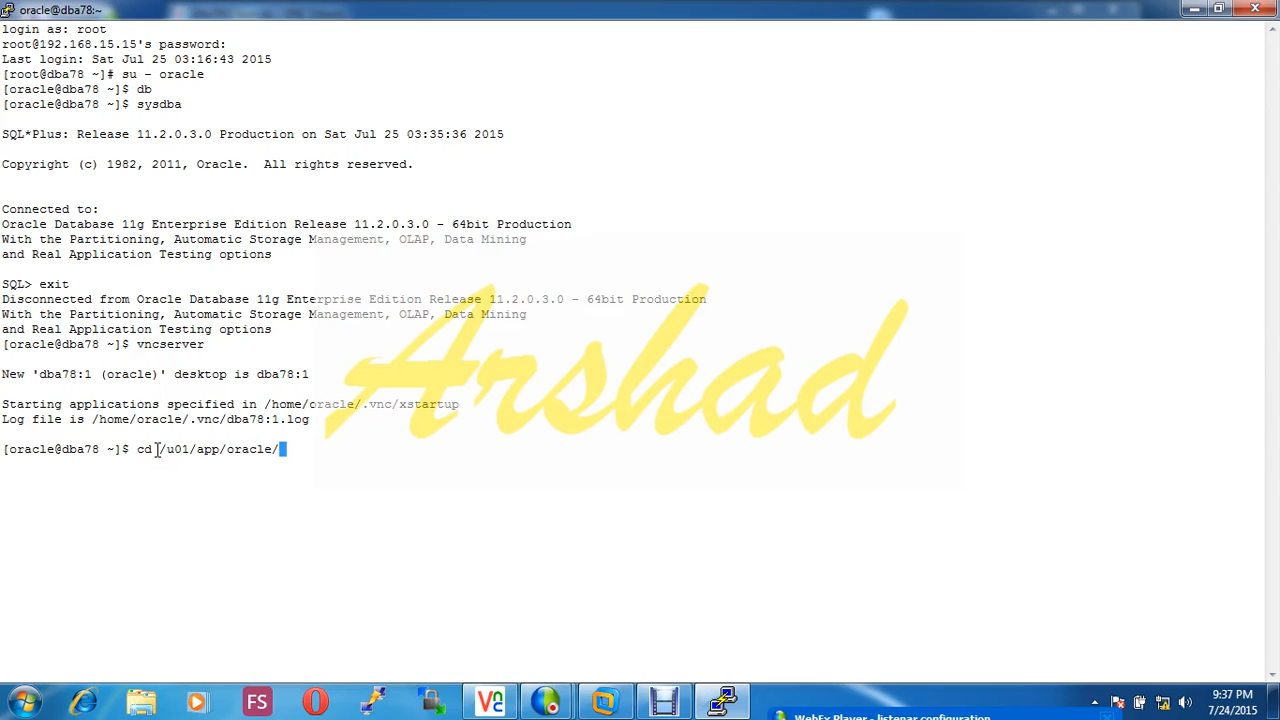 oracle@dba78:~
login as: root
root@192.168.15.15's password:
Last login: Sat Jul 25 03:16:43 2015
[root@dba78 ~]# su - oracle
[oracle@dba78 ~]$ db
[oracle@dba78 ~]$ sysdba
SQL*Plus: Release 11.2.0.3.0 Production on Sat Jul 25 03:35:36 2015
Copyright (c) 1982, 2011, Oracle.  All rights reserved.
Connected to:
Oracle Database 11g Enterprise Edition Release 11.2.0.3.0 - 64bit Production
With the Partitioning, Automatic Storage Management, OLAP, Data Mining
and Real Application Testing options
SQL> exit
Disconnected from Oracle Database 11g Enterprise Edition Release 11.2.0.3.0 - 64bit Production
With the Partitioning, Automatic Storage Management, OLAP, Data Mining
and Real Application Testing options
[oracle@dba78 ~]$ vncserver
New 'dba78:1 (oracle)' desktop is dba78:1
Starting applications specified in /home/oracle/.vnc/xstartup
Log file is /home/oracle/.vnc/dba78:1.log
[oracle@dba78 ~]$ cd /u01/app/oracle/
Arshad
FS
9:37 PM
7/24/2015
WebEx Player - listenar configuration